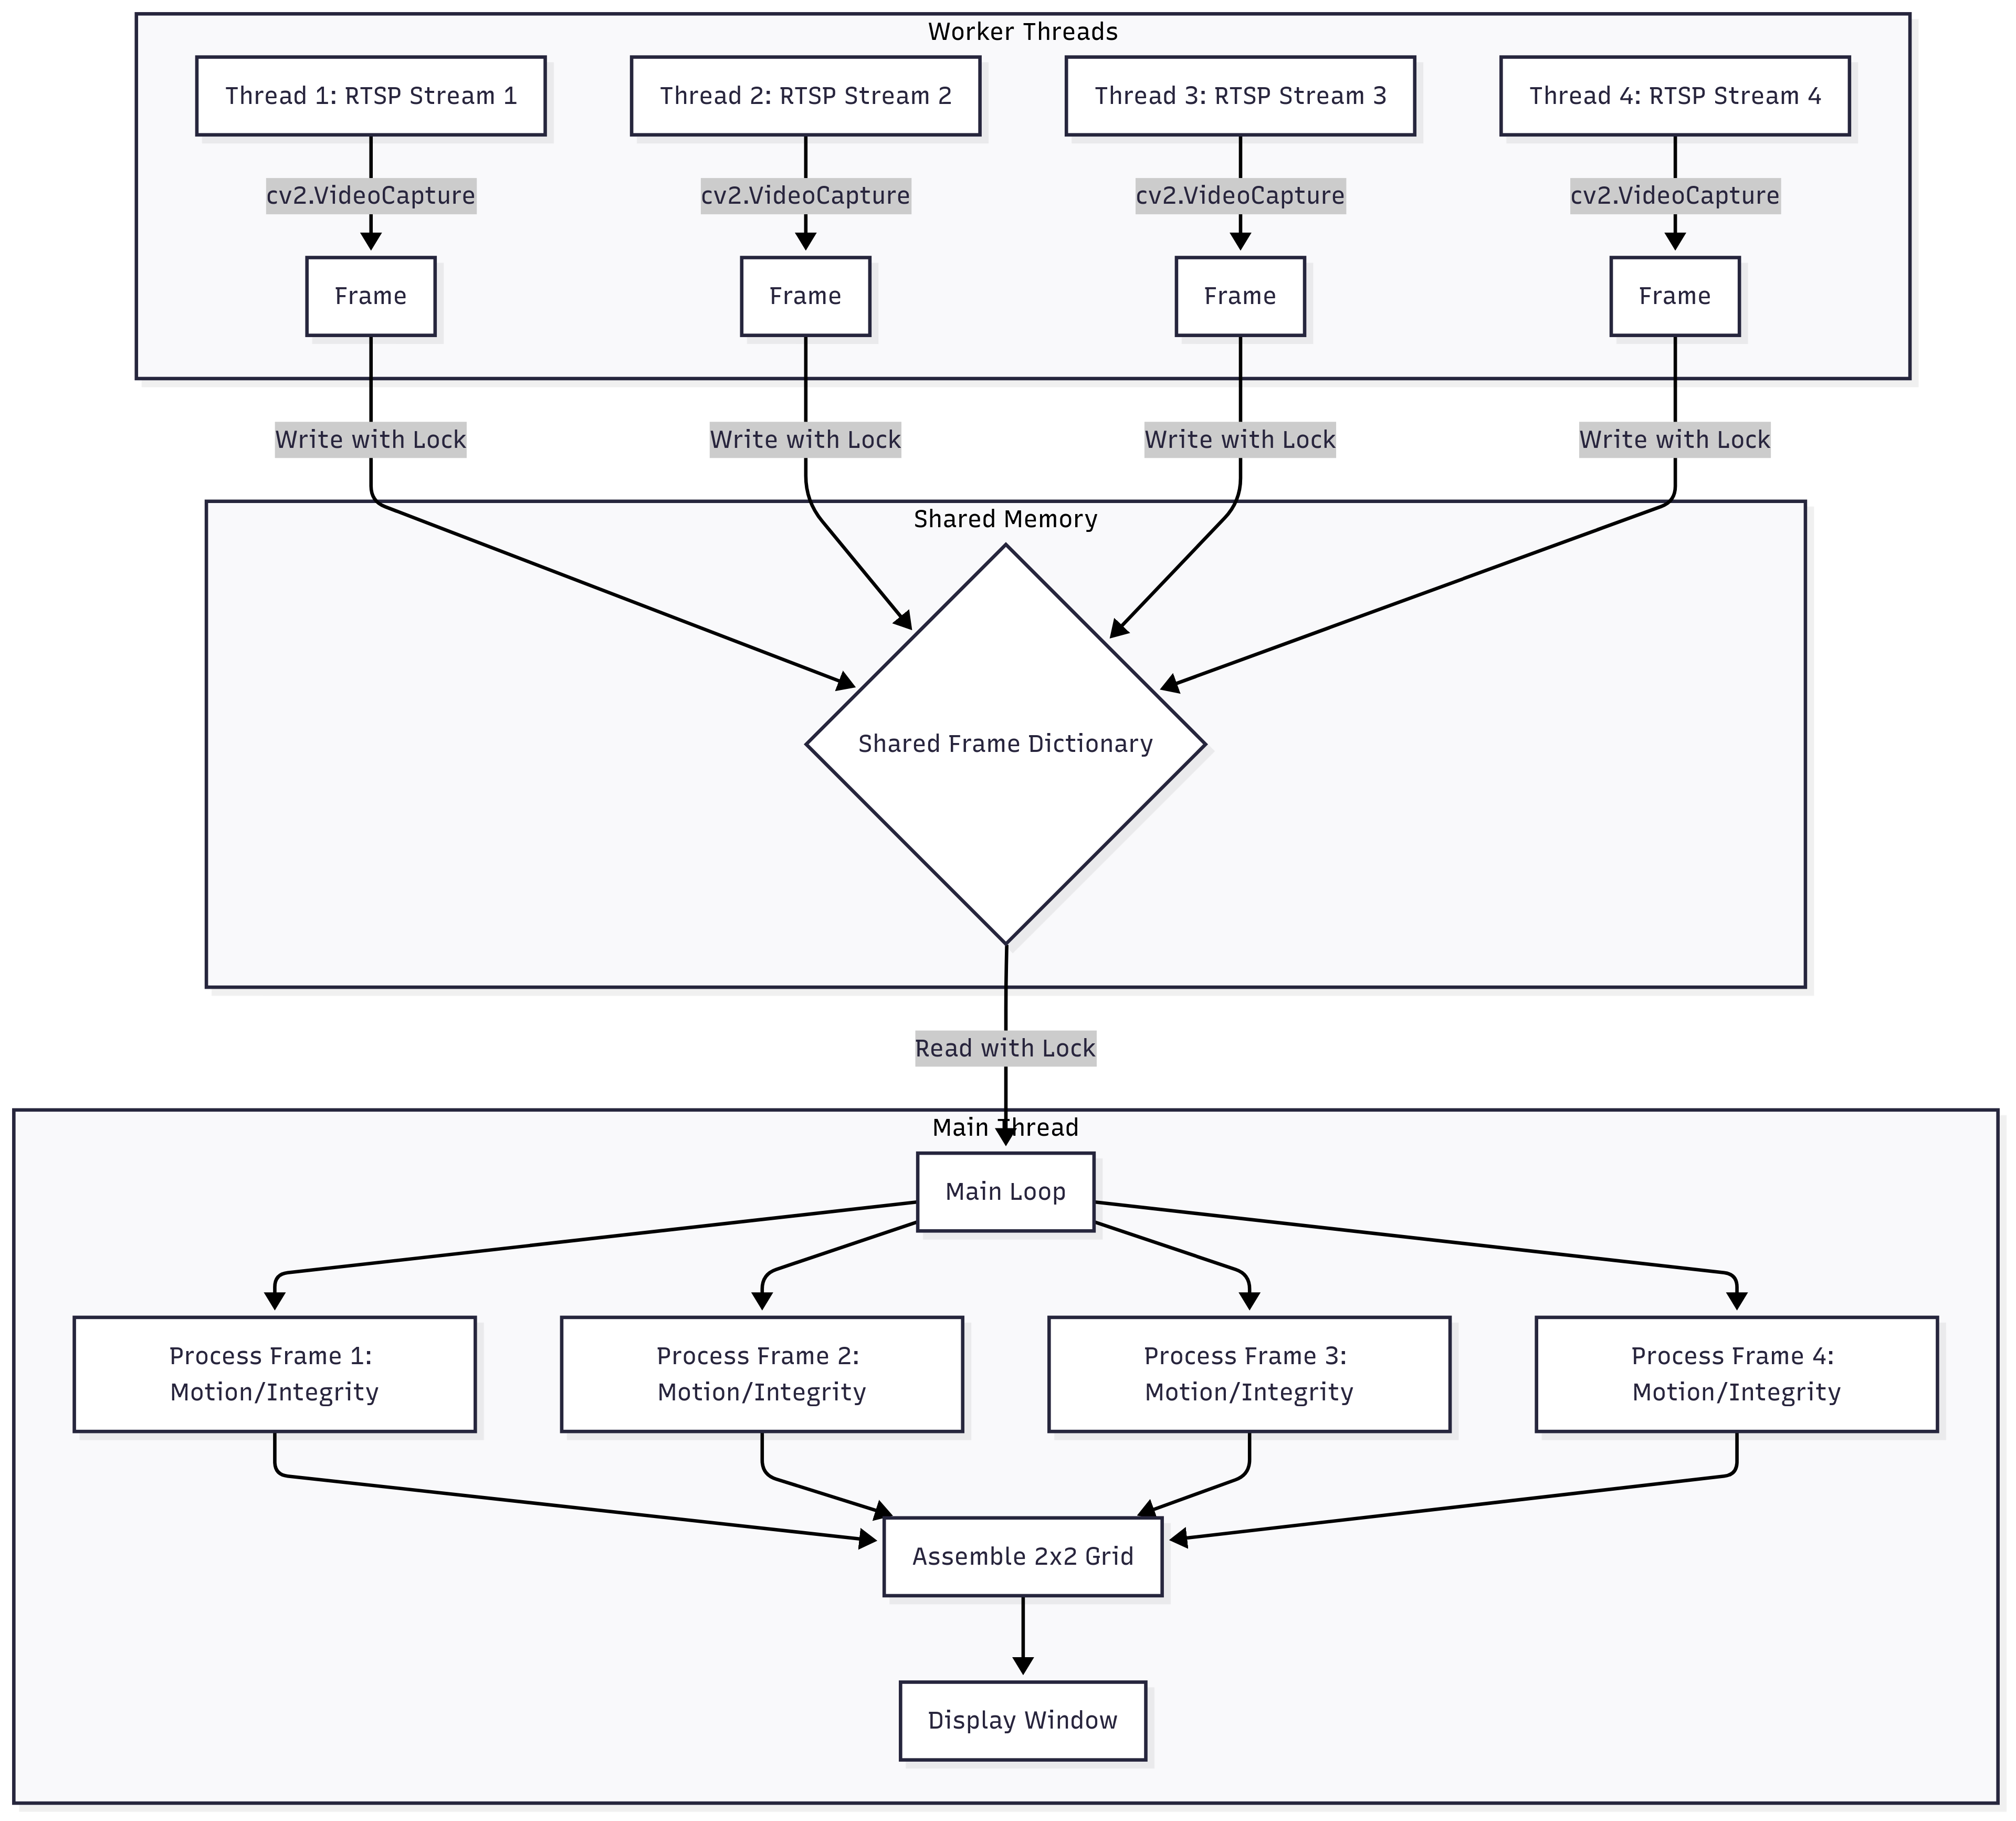 Worker Threads
Thread 1: RTSP Stream 1
Thread 2: RTSP Stream 2
Thread 3: RTSP Stream 3
Thread 4: RTSP Stream 4
cv2.VideoCapture
cv2.VideoCapture
cv2.VideoCapture
cv2.VideoCapture
Frame
Frame
Frame
Frame
Write with Lock
Write with Lock
Write with Lock
Write with Lock
Shared Memory
Shared Frame Dictionary
Read with Lock
Main Thread
Main Loop
Process Frame 1:
Motion/Integrity
Process Frame 2:
Motion/Integrity
Process Frame 3:
Motion/Integrity
Process Frame 4:
Motion/Integrity
Assemble 2x2 Grid
Display Window